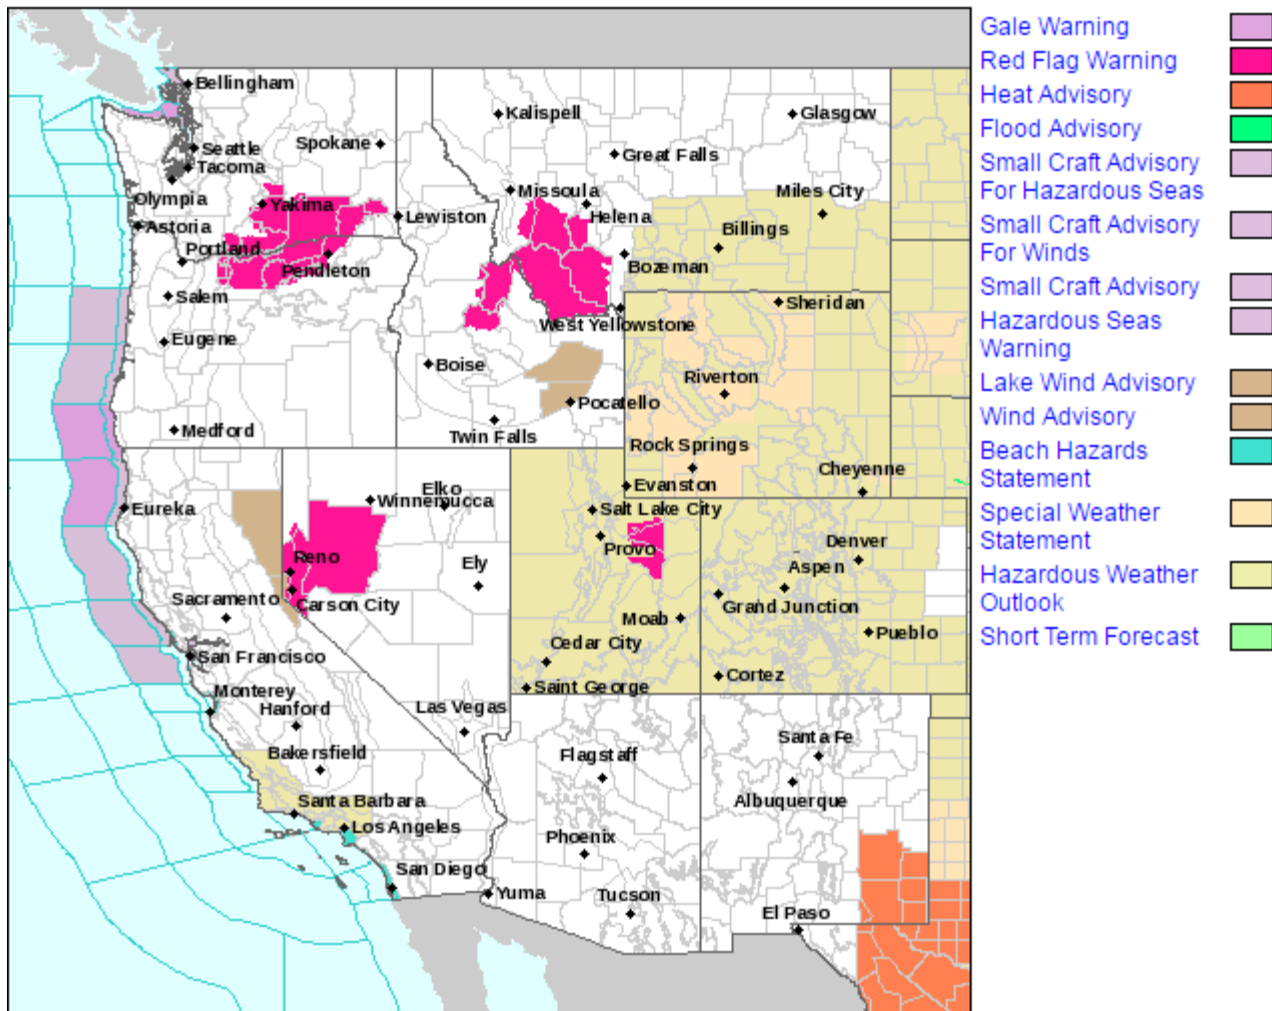 Bellingham
Kalispell
Glasgow
Seattle
Spokane
Great Falls
Tacoma
Olympia
Yakima
Missoula
Miles City
Astoria
Lewiston
Helena
Billings
Portland
Pendleton
Bozeman
Salem
West Yellowstone
Sheridan
Eugene
Boise
Riverton
Pocatello
Medford
Twin Falls
Rock Springs
Cheyenne
Elko
Evanston
Winnemucca
Eureka
Salt Lake City
Reno
Provo
Denver
Ely
Aspen
Sacramento
Carson City
Grand Junction
Moab
Pueblo
San Francisco
Cedar City
Cortez
Monterey
Saint George
Hanford
Las Vegas
Bakersfield
Flagstaff
Santa Fe
Santa Barbara
Albuquerque
Los Angeles
Phoenix
San Diego
Yuma
Tucson
El Paso
Gale Warning
Red Flag Warning
Heat Advisory
Flood Advisory
Small Craft Advisory
For Hazardous Seas
Small Craft Advisory
For Winds
Small Craft Advisory
Hazardous Seas
Warning
Lake Wind Advisory
Wind Advisory
Beach Hazards
Statement
Special Weather
Statement
Hazardous Weather
Outlook
Short Term Forecast